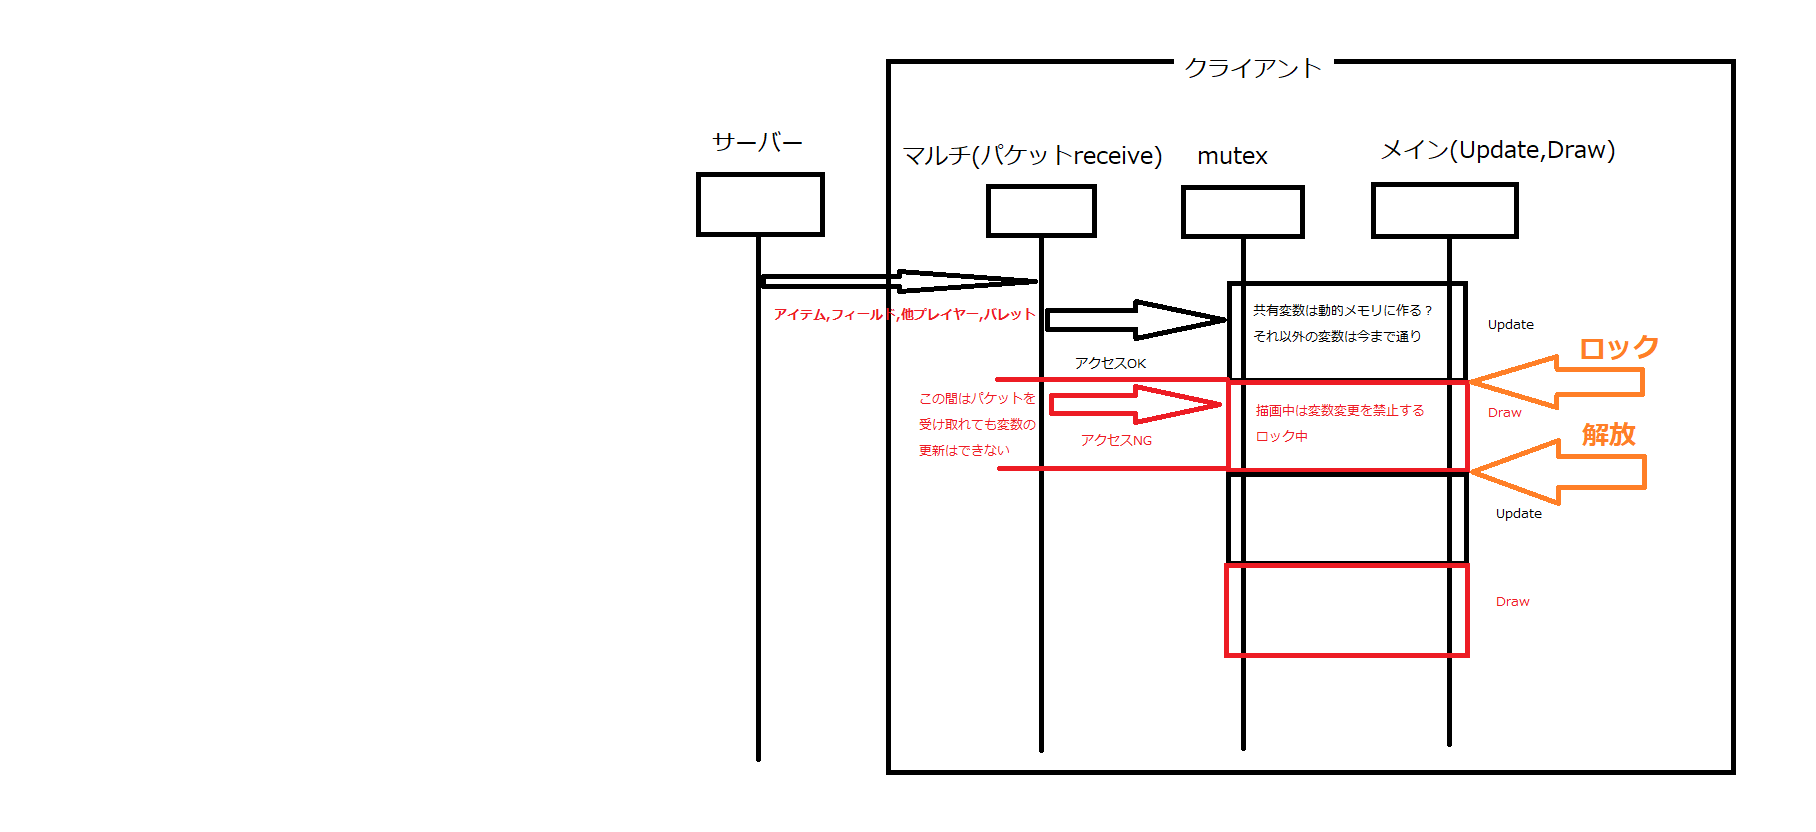 クライアント
サーバー
マルチ(パケットreceive)
mutex
メイン(Update,Draw)
アイテム,フィールド,他プレイヤー,バレット
共有変数は動的メモリに作る？
それ以外の変数は今まで通り
Update
ロック
アクセスOK
この間はパケットを
受け取れても変数の
更新はできない
アクセスNG
描画中は変数変更を禁止する
ロック中
Draw
解放
Update
Draw